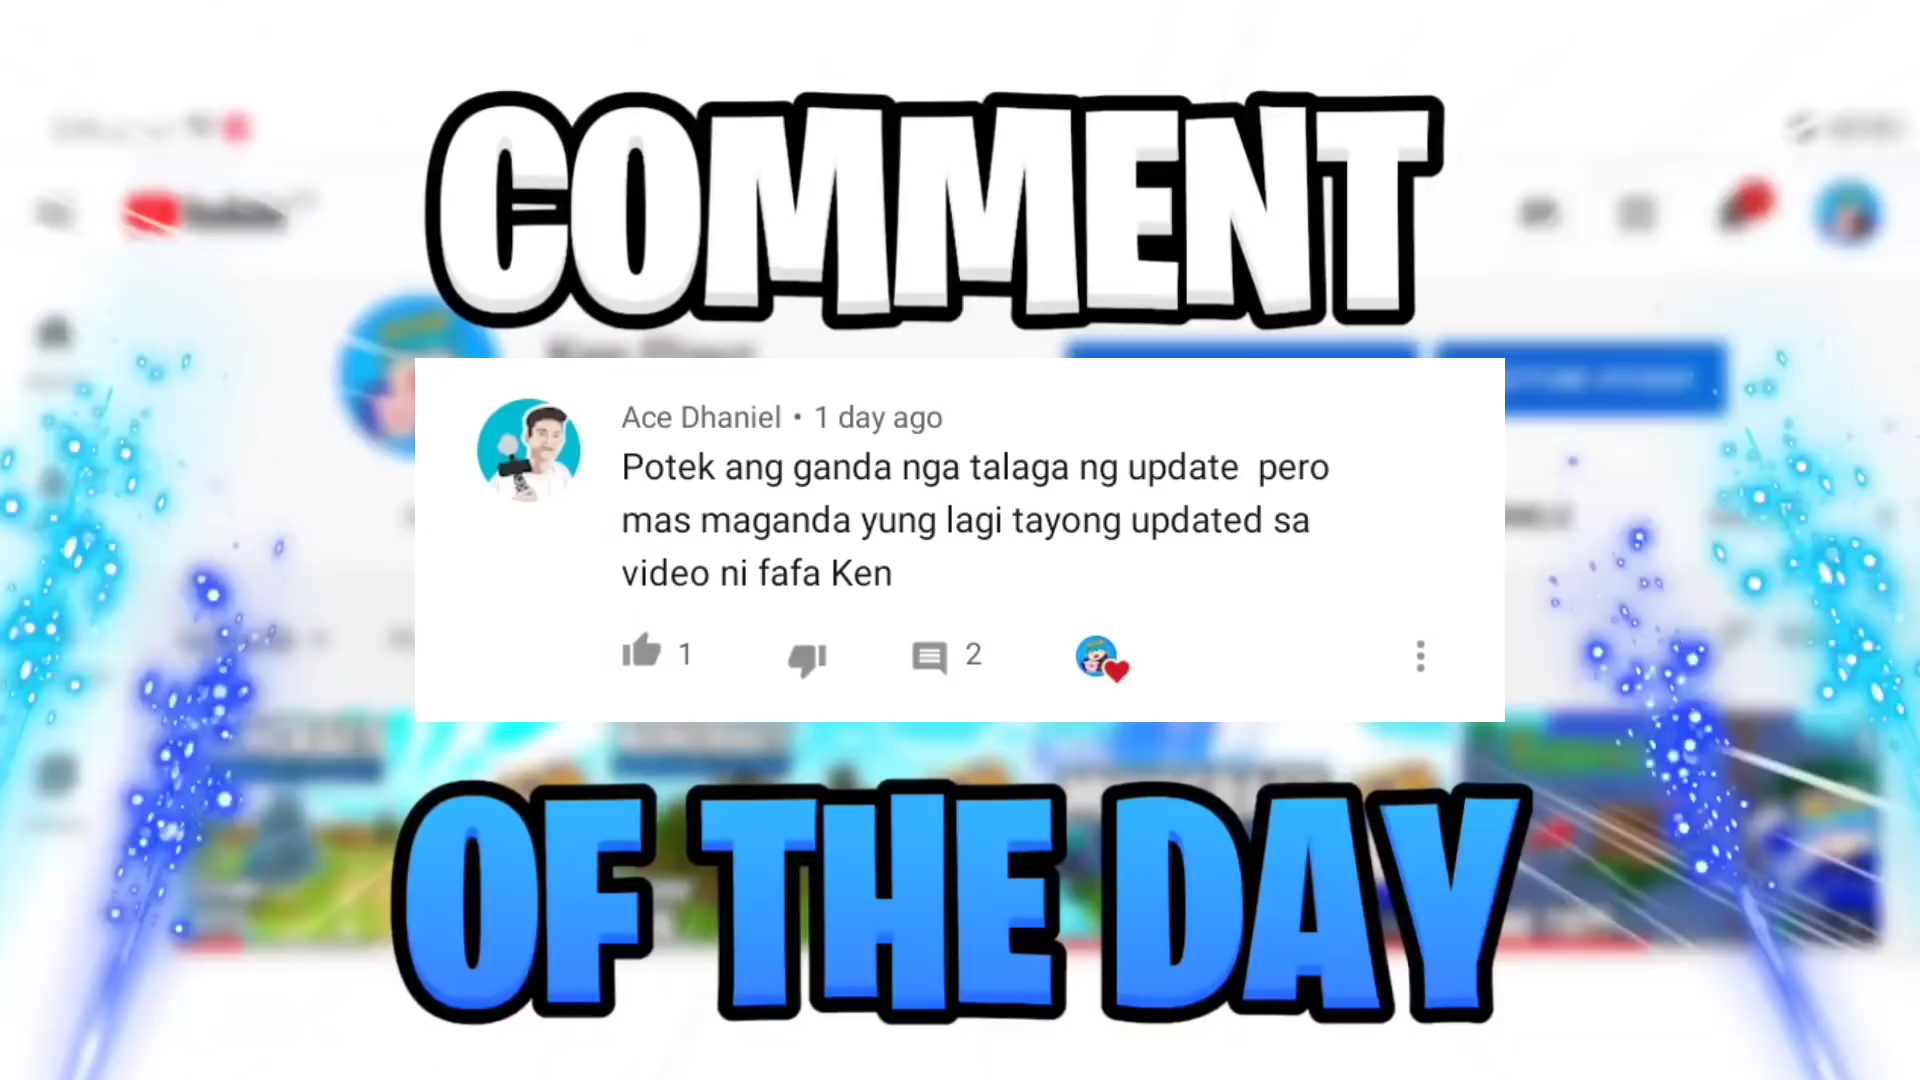 COMMENT
Ace Dhaniel • 1 day ago
Potek ang ganda nga talaga ng update pero
mas maganda yung lagi tayong updated sa
video ni fafa Ken
1 2
OF THE DAY